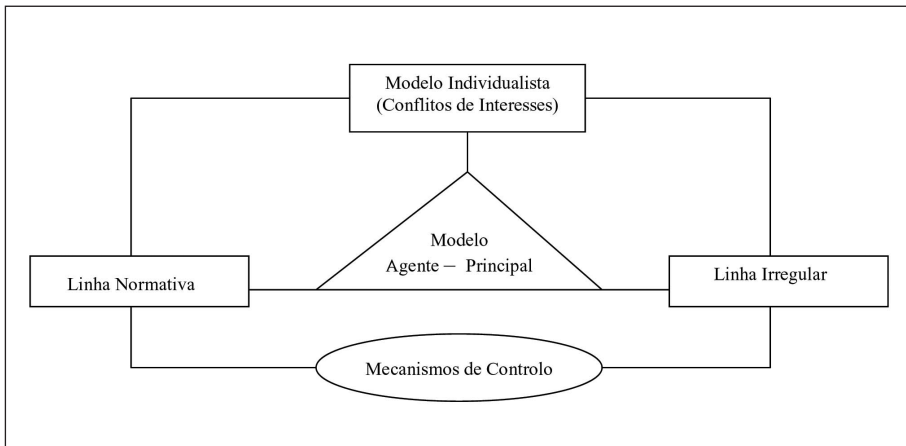 Modelo Individualista
(Conflitos de Interesses)
Modelo
Agente – Principal
Linha Normativa
Linha Irregular
Mecanismos de Controlo